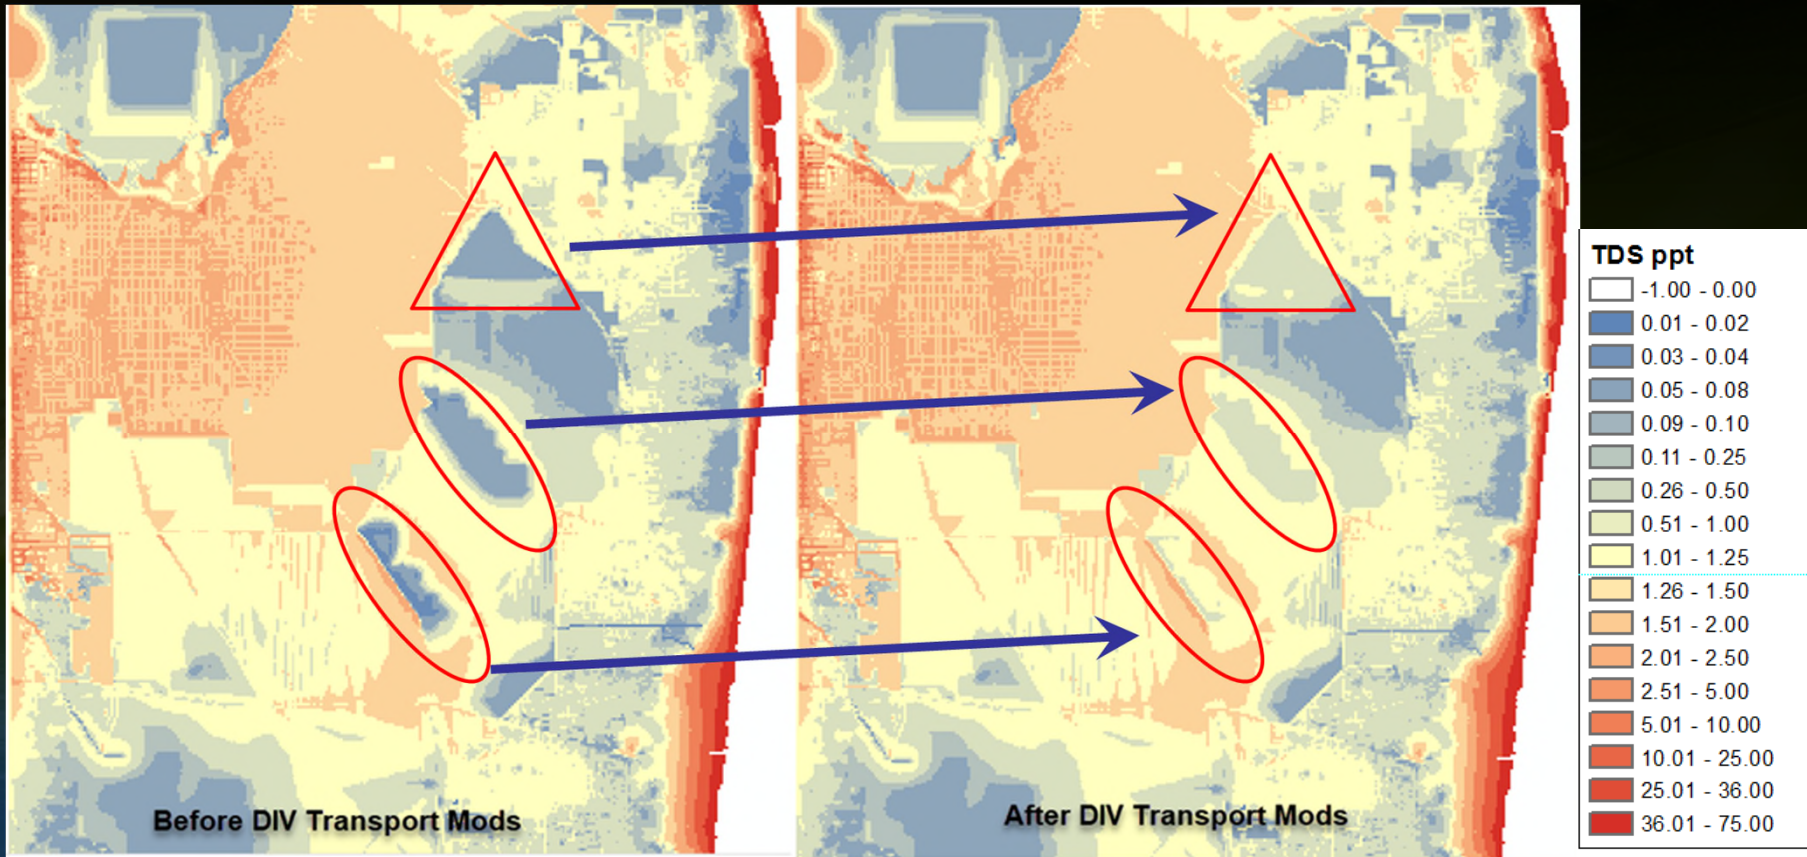 TDS ppt
-1.00 - 0.00
0.01 - 0.02
0.03 - 0.04
0.05 - 0.08
0.09 - 0.10
0.11 - 0.25
0.26 - 0.50
0.51 - 1.00
1.01 - 1.25
1.26 - 1.50
1.51 - 2.00
2.01 - 2.50
2.51 - 5.00
5.01 - 10.00
10.01 - 25.00
25.01 - 36.00
36.01 - 75.00
Before DIV Transport Mods
After DIV Transport Mods